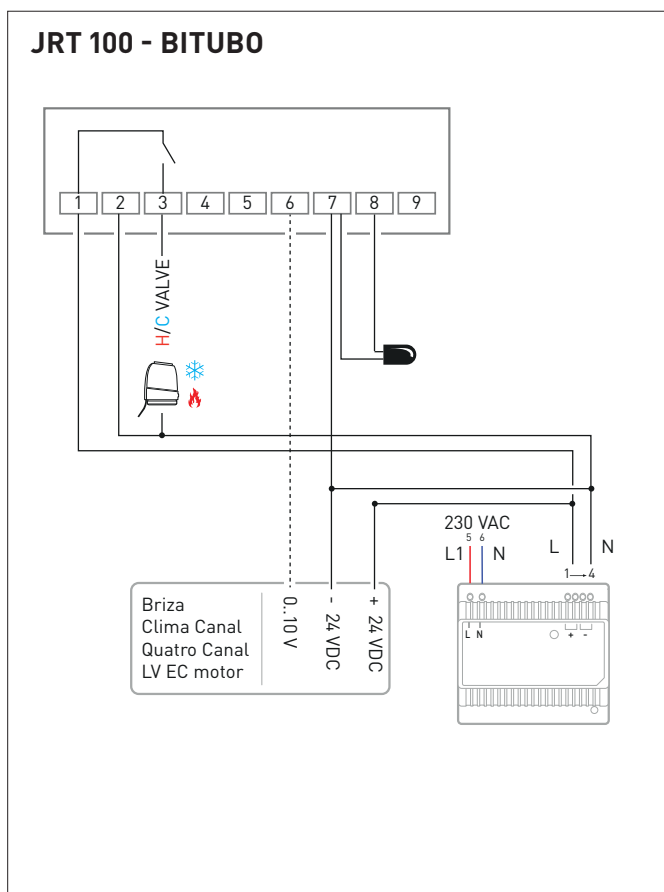 JRT 100 - BITUBO
1 2 3 4 5 6 7 8 9
H/C VALVE
230 VAC
5 6
L1 N
L N
1 4
Briza
Clima Canal
Quatro Canal
LV EC motor
0..10 V
- 24 VDC
+ 24 VDC
L N
+ -